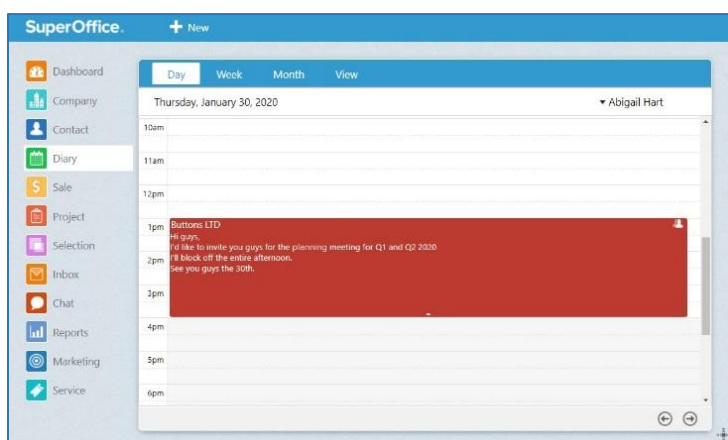 SuperOffice.
New
Dashboard
Company
Contact
Diary
Sale
Project
Selection
Inbox
Chat
Reports
Marketing
Service
Day Week Month View
Thursday, January 30, 2020
Abigail Hart
10am
11am
12pm
1pm
2pm
3pm
4pm
5pm
6pm
Buttons LTD
Hi guys,
I'd like to invite you guys for the planning meeting for Q1 and Q2 2020
I'll block off the entire afternoon.
See you guys the 30th.